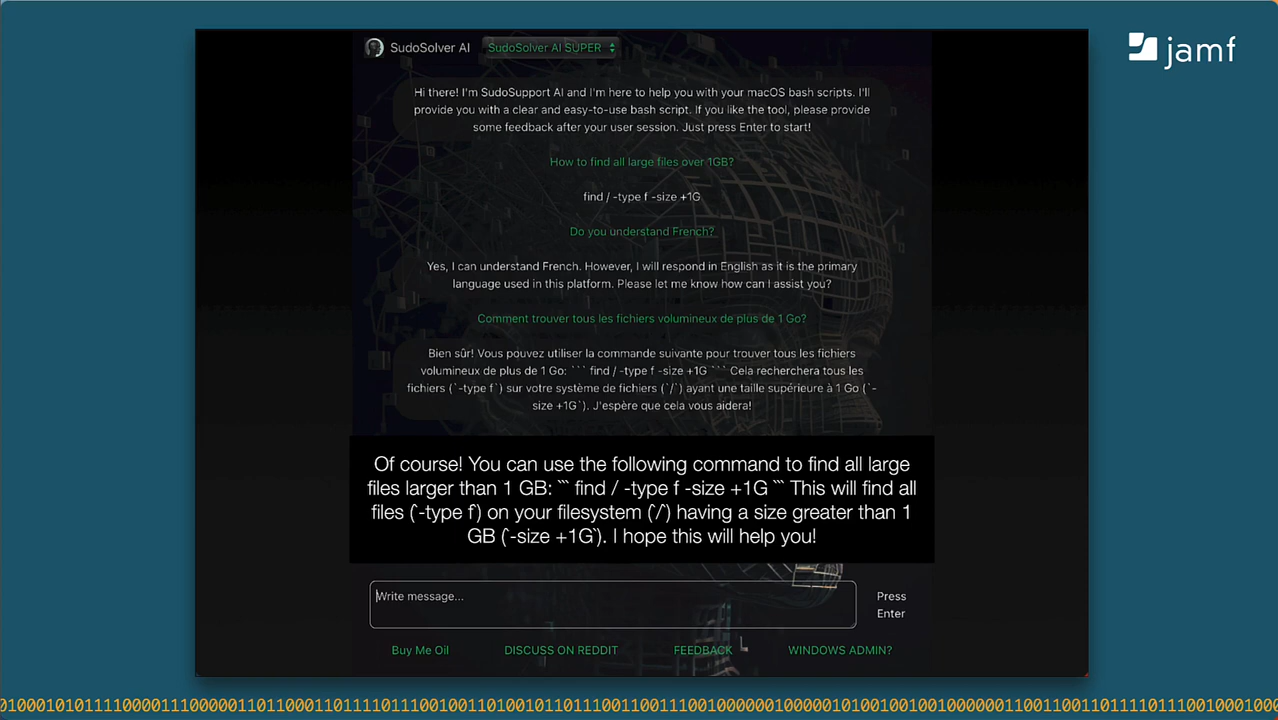 SudoSolver AI
SudoSolver AI SUPER
jamf
Hi there! I'm SudoSupport AI and I'm here to help you with your macOS bash scripts. I'll
provide you with a clear and easy-to-use bash script. If you like the tool, please provide
some feedback after your user session. Just press Enter to start!
How to find all large files over 1GB?
find / -type f -size +1G
Do you understand French?
Yes, I can understand French. However, I will respond in English as it is the primary
language used in this platform. Please let me know how can I assist you?
Comment trouver tous les fichiers volumineux de plus de 1 Go?
Bien sûr! Vous pouvez utiliser la commande suivante pour trouver tous les fichiers
volumineux de plus de 1 Go: ``` find / -type f -size +1G ``` Cela recherchera tous les
fichiers (`-type f`) sur votre système de fichiers (`/`) ayant une taille supérieure à 1 Go (`-
size +1G`). J'espère que cela vous aidera!
Of course! You can use the following command to find all large
files larger than 1 GB: ``` find / -type f -size +1G ``` This will find all
files (`-type f`) on your filesystem (`/`) having a size greater than 1
GB (`-size +1G`). I hope this will help you!
Write message...
Press
Enter
Buy Me Oil
DISCUSS ON REDDIT
FEEDBACK
WINDOWS ADMIN?